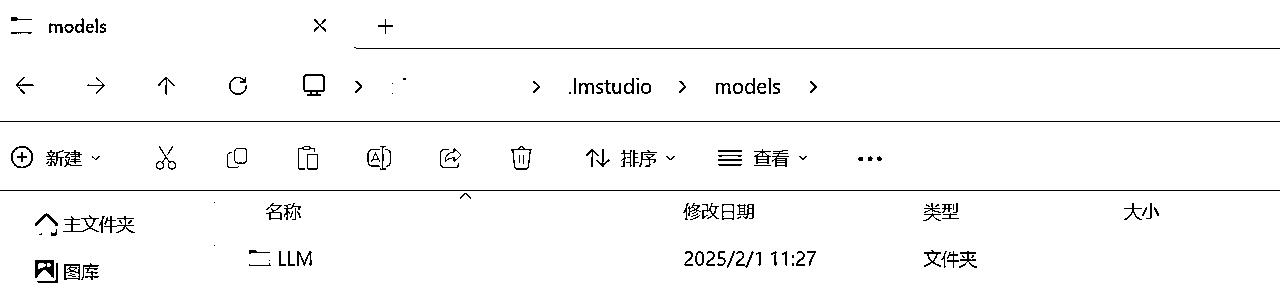 models
.lmstudio models
新建 排序 查看
名称 修改日期 类型 大小
主文件夹
LLM 2025/2/1 11:27 文件夹
图库